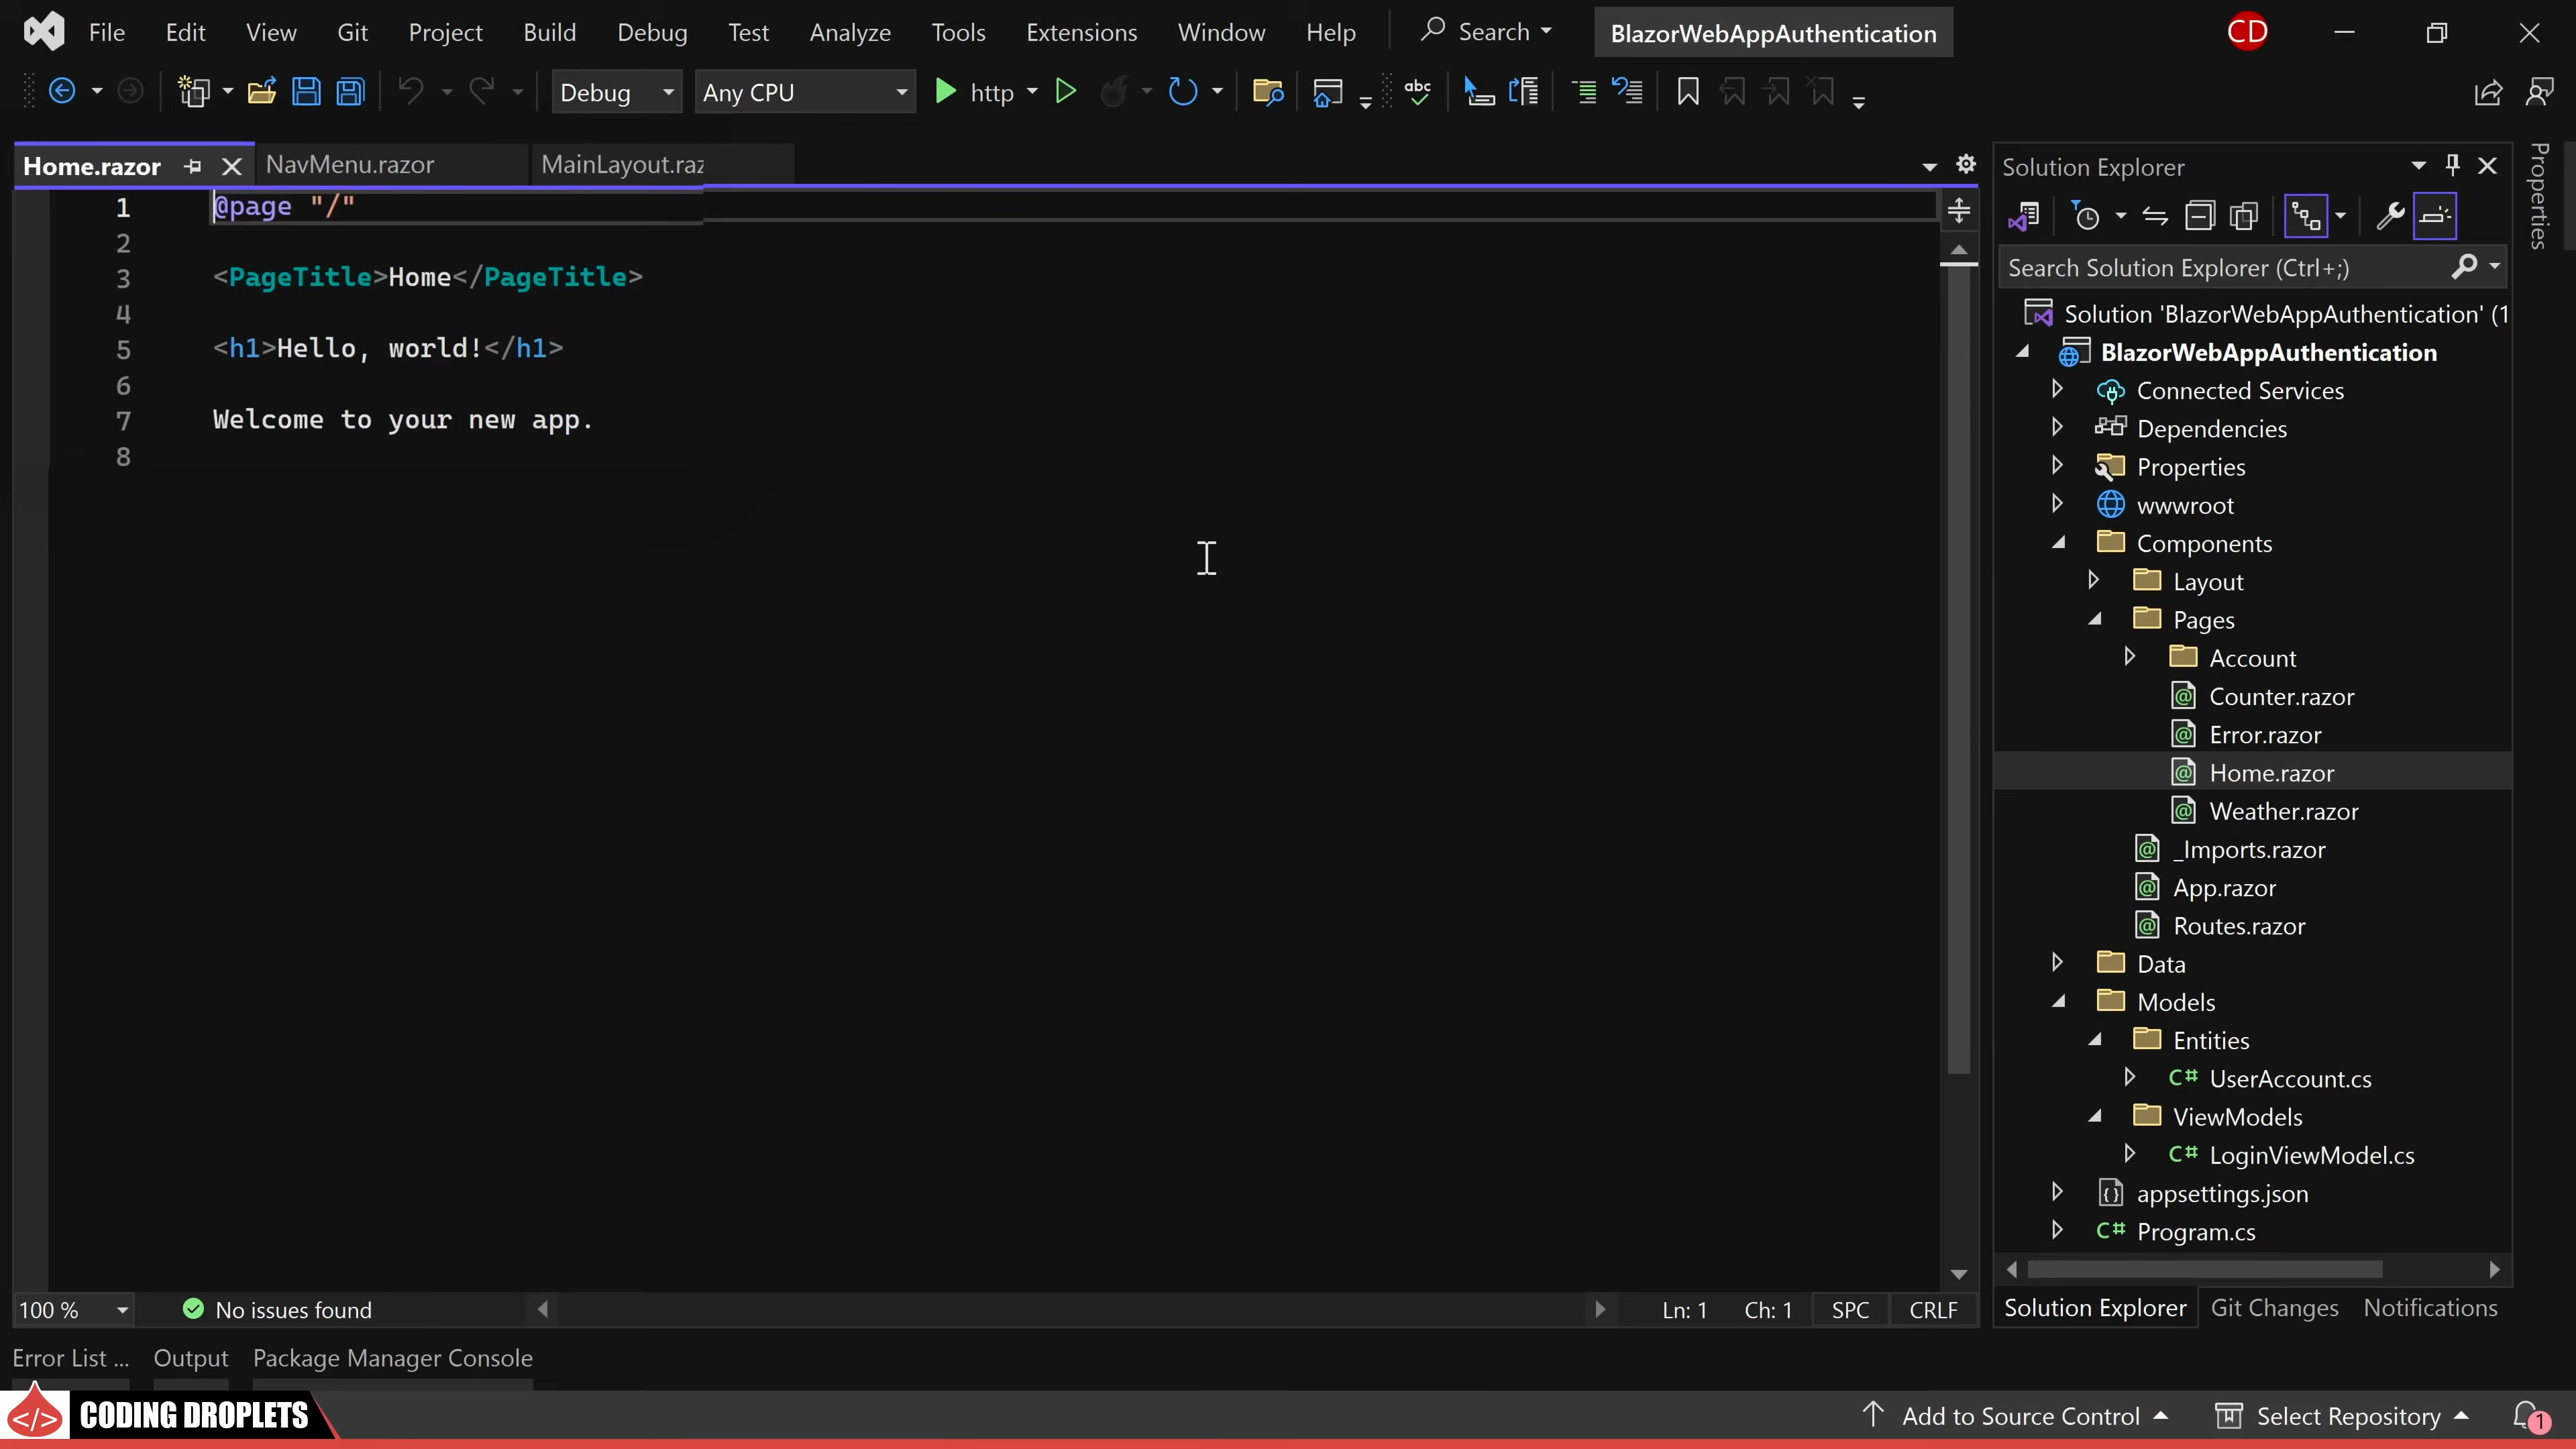 File Edit View Git Project Build Debug Test Analyze Tools Extensions Window Help Search BlazorWebAppAuthentication CD
Debug Any CPU http abc
Home.razor NavMenu.razor MainLayout.raz
1 @page "/"
2
3 <PageTitle>Home</PageTitle>
4
5 <h1>Hello, world!</h1>
6
7 Welcome to your new app.
8
100 % No issues found Ln: 1 Ch: 1 SPC CRLF
Solution Explorer
Search Solution Explorer (Ctrl+;)
Solution 'BlazorWebAppAuthentication' (1
BlazorWebAppAuthentication
Connected Services
Dependencies
Properties
wwwroot
Components
Layout
Pages
Account
Counter.razor
Error.razor
Home.razor
Weather.razor
_Imports.razor
App.razor
Routes.razor
Data
Models
Entities
C# UserAccount.cs
ViewModels
C# LoginViewModel.cs
appsettings.json
C# Program.cs
Solution Explorer Git Changes Notifications
Properties
Error List ... Output Package Manager Console
</> CODING DROPLETS
Add to Source Control Select Repository 1